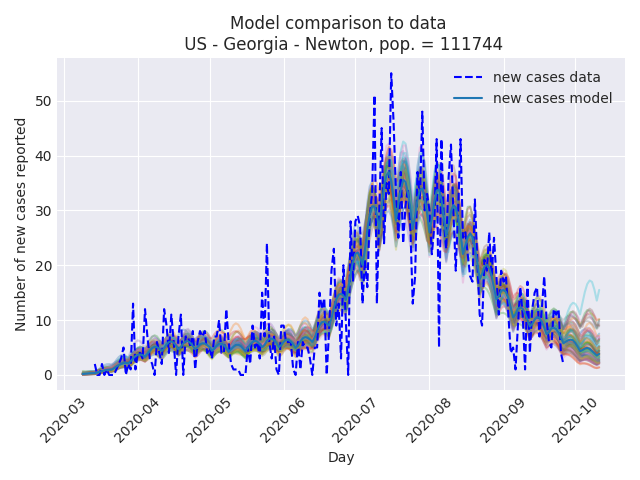 Model comparison to data
US - Georgia - Newton, pop. = 111744
new cases data
new cases model
Number of new cases reported
50
40
30
20
10
0
2020-03
2020-04
2020-05
2020-06
2020-07
2020-08
2020-09
2020-10
Day